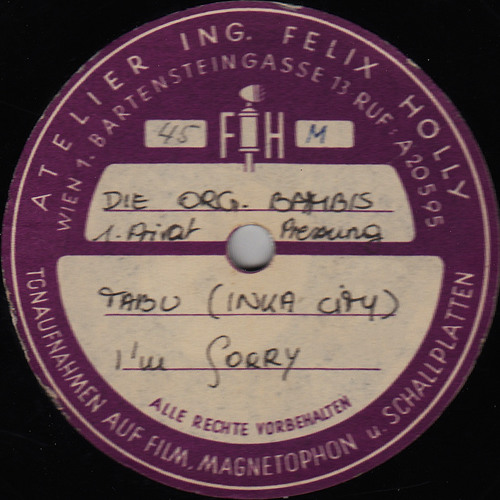 ATELIER ING. FELIX HOLLY
WIEN 1. BARTENSTEINGASSE 13 RUF: A20595
45 FH M
DIE ORG. BAMBIS
1. Privat Pressung
TABU (INKA CITY)
I'm SORRY
ALLE RECHTE VORBEHALTEN
TONAUFNAHMEN AUF FILM, MAGNETOPHON u. SCHALLPLATTEN